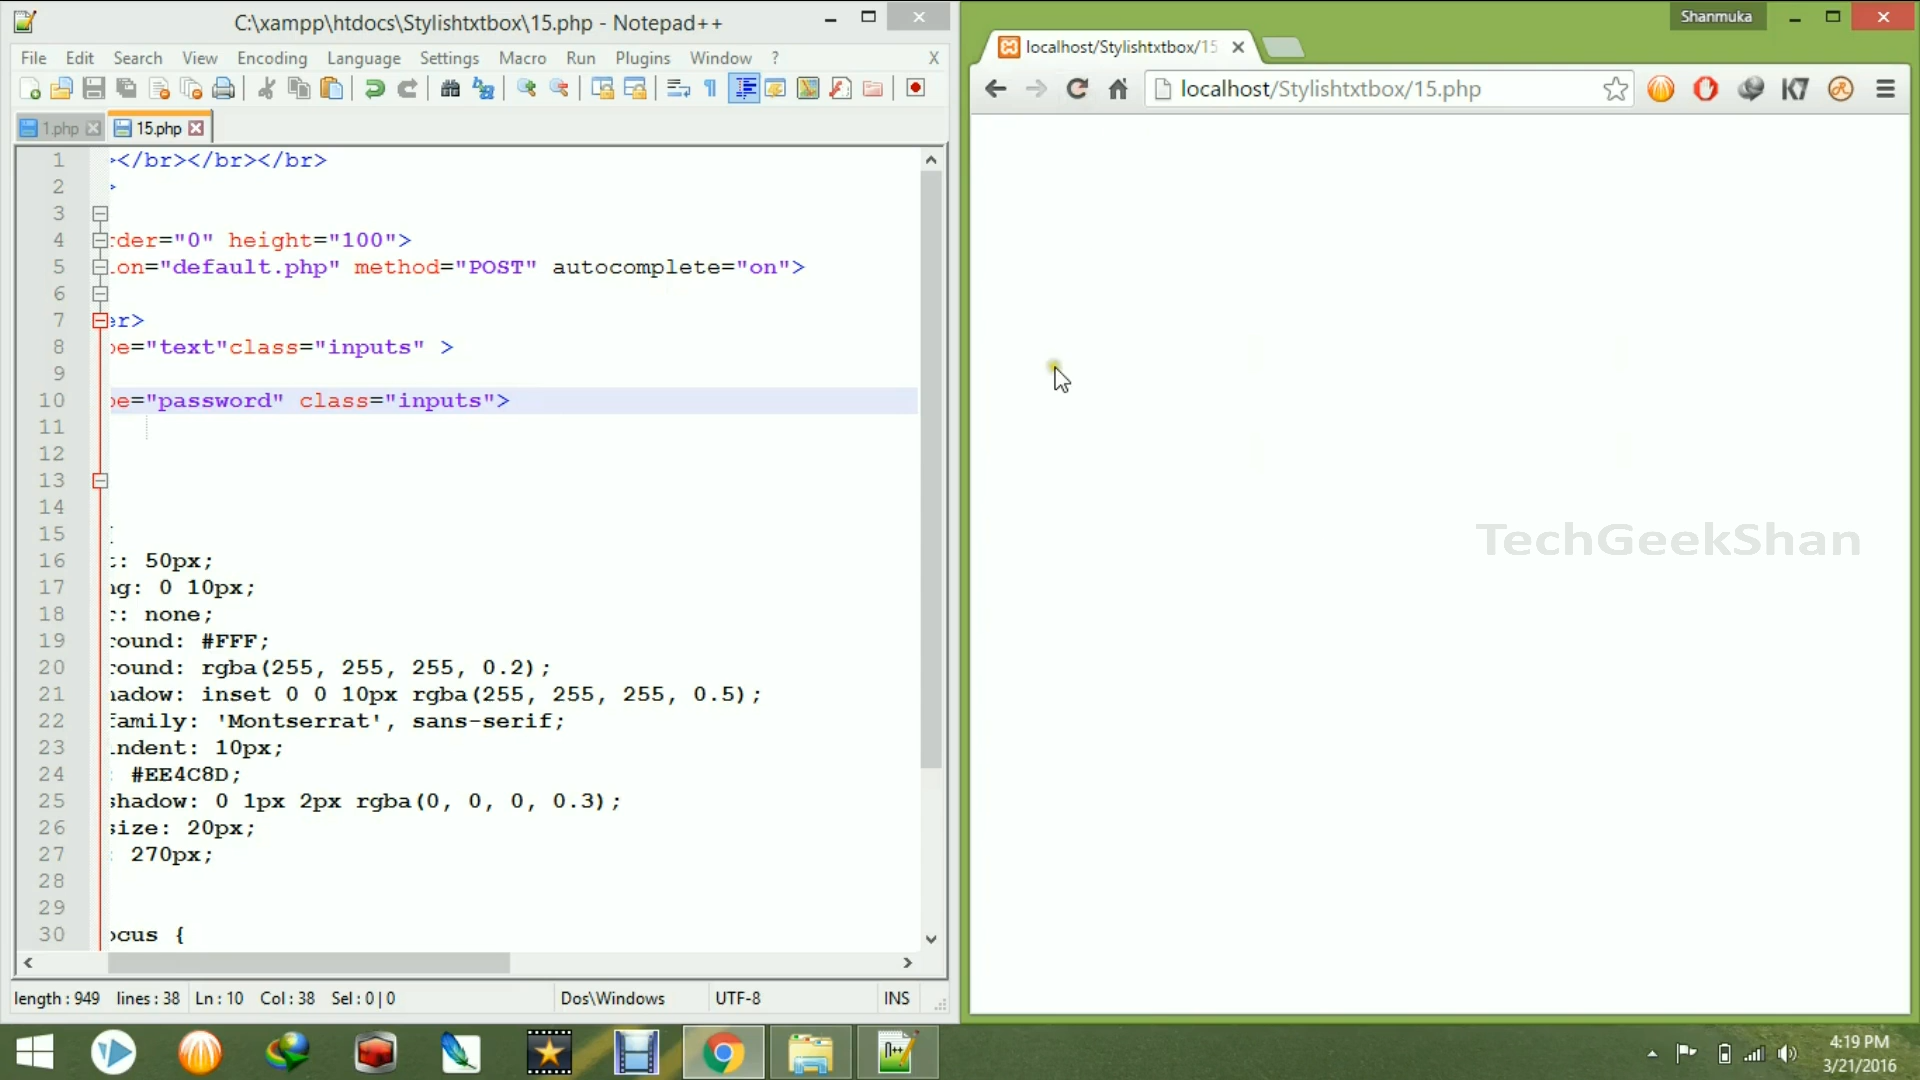 C:\xampp\htdocs\Stylishtxtbox\15.php - Notepad++
File Edit Search View Encoding Language Settings Macro Run Plugins Window ? X
1.php 15.php
1 ></br></br></br>
2 >
3
4 rder="0" height="100">
5 ion="default.php" method="POST" autocomplete="on">
6
7 er>
8 pe="text"class="inputs" >
9
10 pe="password" class="inputs">
11
12
13
14
15 {
16 t: 50px;
17 ng: 0 10px;
18 r: none;
19 round: #FFF;
20 round: rgba(255, 255, 255, 0.2);
21 hadow: inset 0 0 10px rgba(255, 255, 255, 0.5);
22 family: 'Montserrat', sans-serif;
23 indent: 10px;
24 : #EE4C8D;
25 shadow: 0 1px 2px rgba(0, 0, 0, 0.3);
26 size: 20px;
27 : 270px;
28
29
30 ocus {
length : 949 lines : 38 Ln : 10 Col : 38 Sel : 0 | 0 Dos\Windows UTF-8 INS
Shanmuka
localhost/Stylishtxtbox/15
localhost/Stylishtxtbox/15.php
K7
TechGeekShan
4:19 PM
3/21/2016